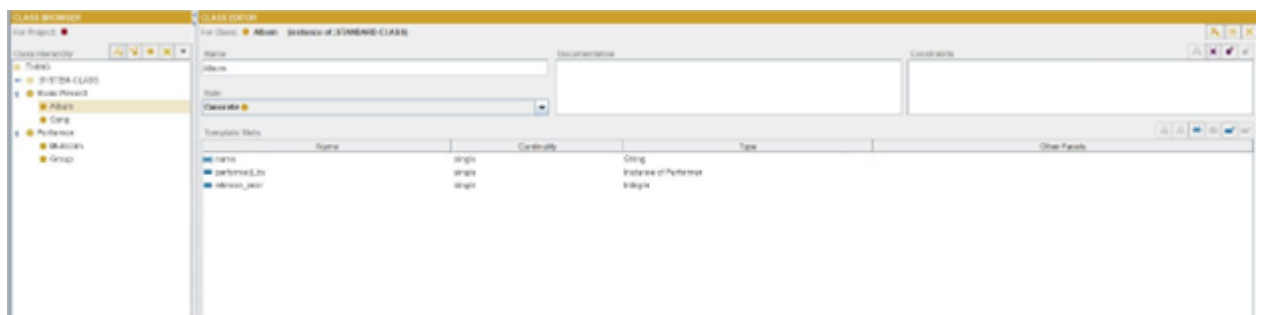 CLASS BROWSER
CLASS EDITOR
For Project:
For Class: Album (instance of :STANDARD-CLASS)
Class Hierarchy
Name
Documentation
Constraints
:THING
Album
:SYSTEM-CLASS
Role
Album
Concrete
Song
Performer
Template Slots
Musician
Name
Cardinality
Type
Other Facets
Group
name
single
String
performed_by
single
Instance of Performer
release_year
single
Integer